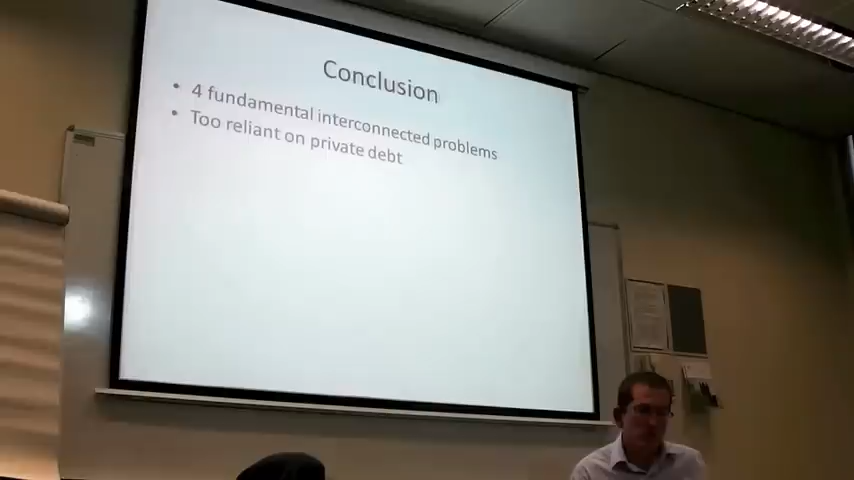 Conclusion
• 4 fundamental interconnected problems
• Too reliant on private debt